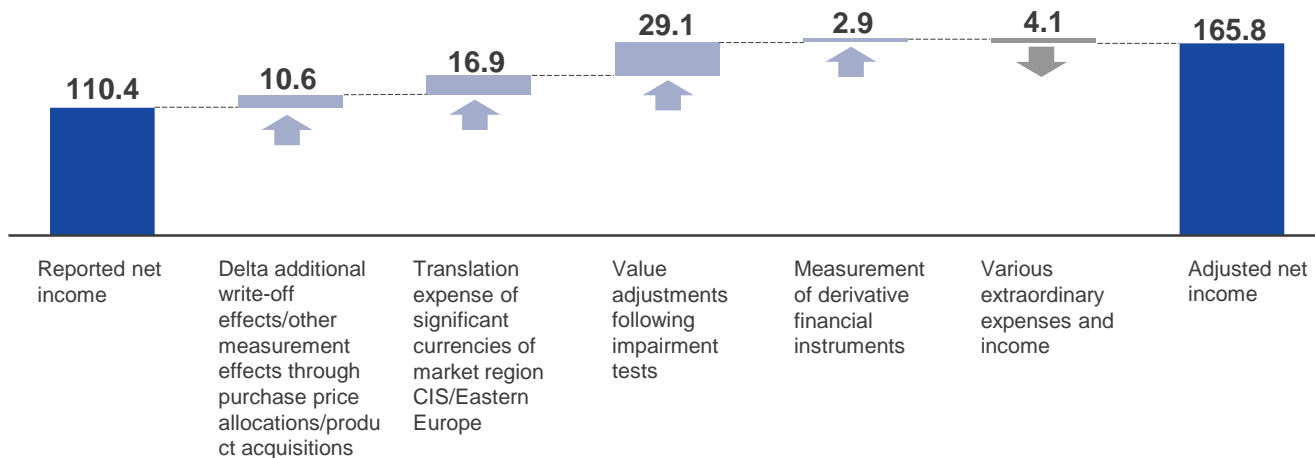 110.4
10.6
16.9
29.1
2.9
4.1
165.8
Reported net
income
Delta additional
write-off
effects/other
measurement
effects through
purchase price
allocations/produ
ct acquisitions
Translation
expense of
significant
currencies of
market region
CIS/Eastern
Europe
Value
adjustments
following
impairment
tests
Measurement
of derivative
financial
instruments
Various
extraordinary
expenses and
income
Adjusted net
income